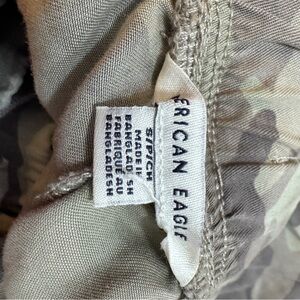 ERICAN EAGLE
S/P/CH
MADE IN
BANGLADESH
FABRIQUÉ AU
BANGLADESH